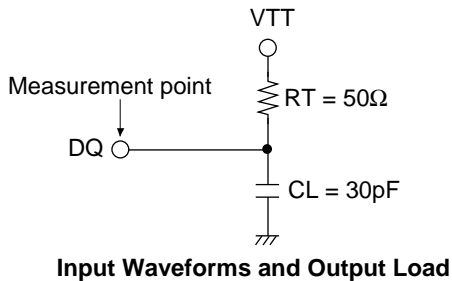 VTT
Measurement point
RT = 50Ω
DQ
CL = 30pF
Input Waveforms and Output Load